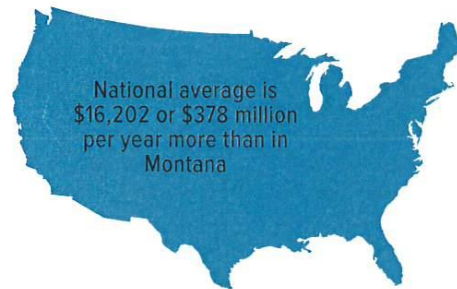 National average is
$16,202 or $378 million
per year more than in
Montana